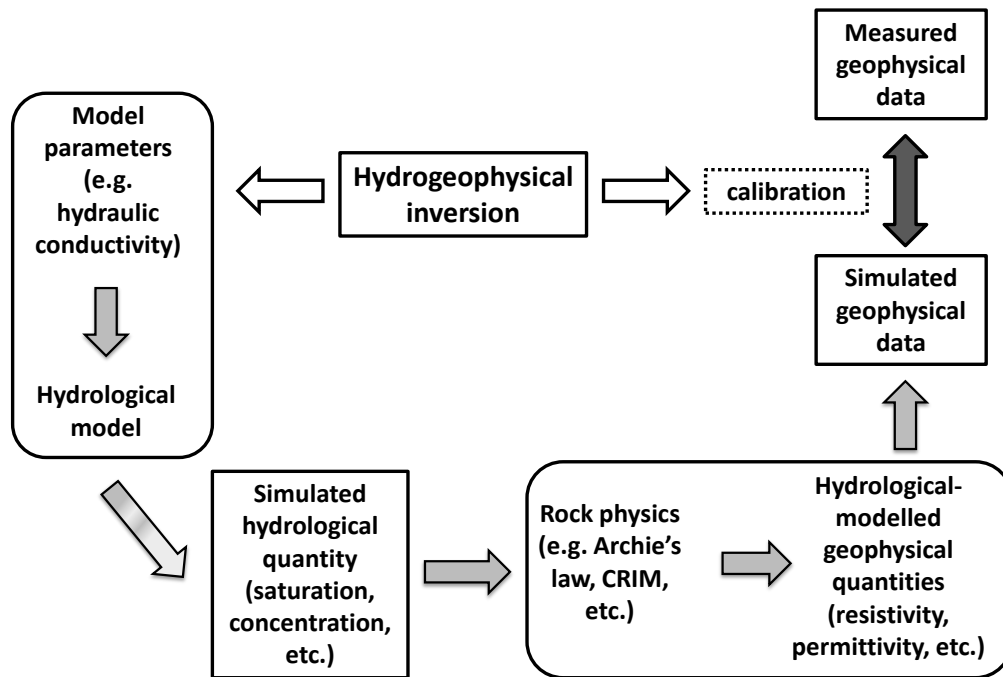 Measured
geophysical
data
Model
parameters
(e.g.
hydraulic
conductivity)
Hydrogeophysical
inversion
calibration
Simulated
geophysical
data
Hydrological
model
Simulated
hydrological
quantity
(saturation,
concentration,
etc.)
Rock physics
(e.g. Archie’s
law, CRIM,
etc.)
Hydrological-
modelled
geophysical
quantities
(resistivity,
permittivity, etc.)